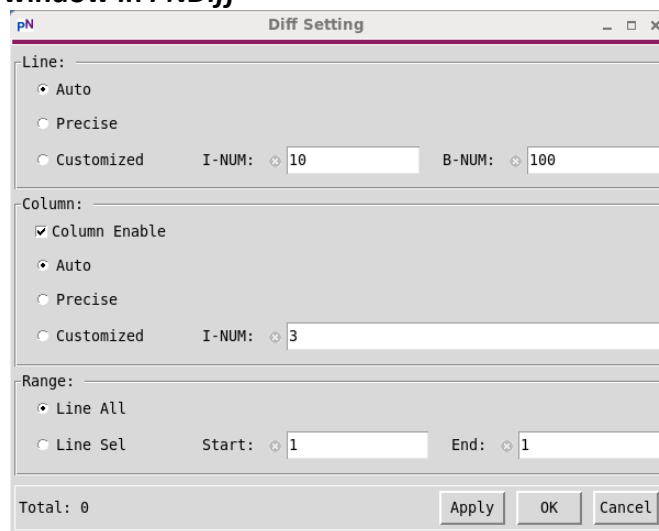 window in PNDiff
pN Diff Setting
Line:
Auto
Precise
Customized I-NUM: 10 B-NUM: 100
Column:
Column Enable
Auto
Precise
Customized I-NUM: 3
Range:
Line All
Line Sel Start: 1 End: 1
Total: 0 Apply OK Cancel